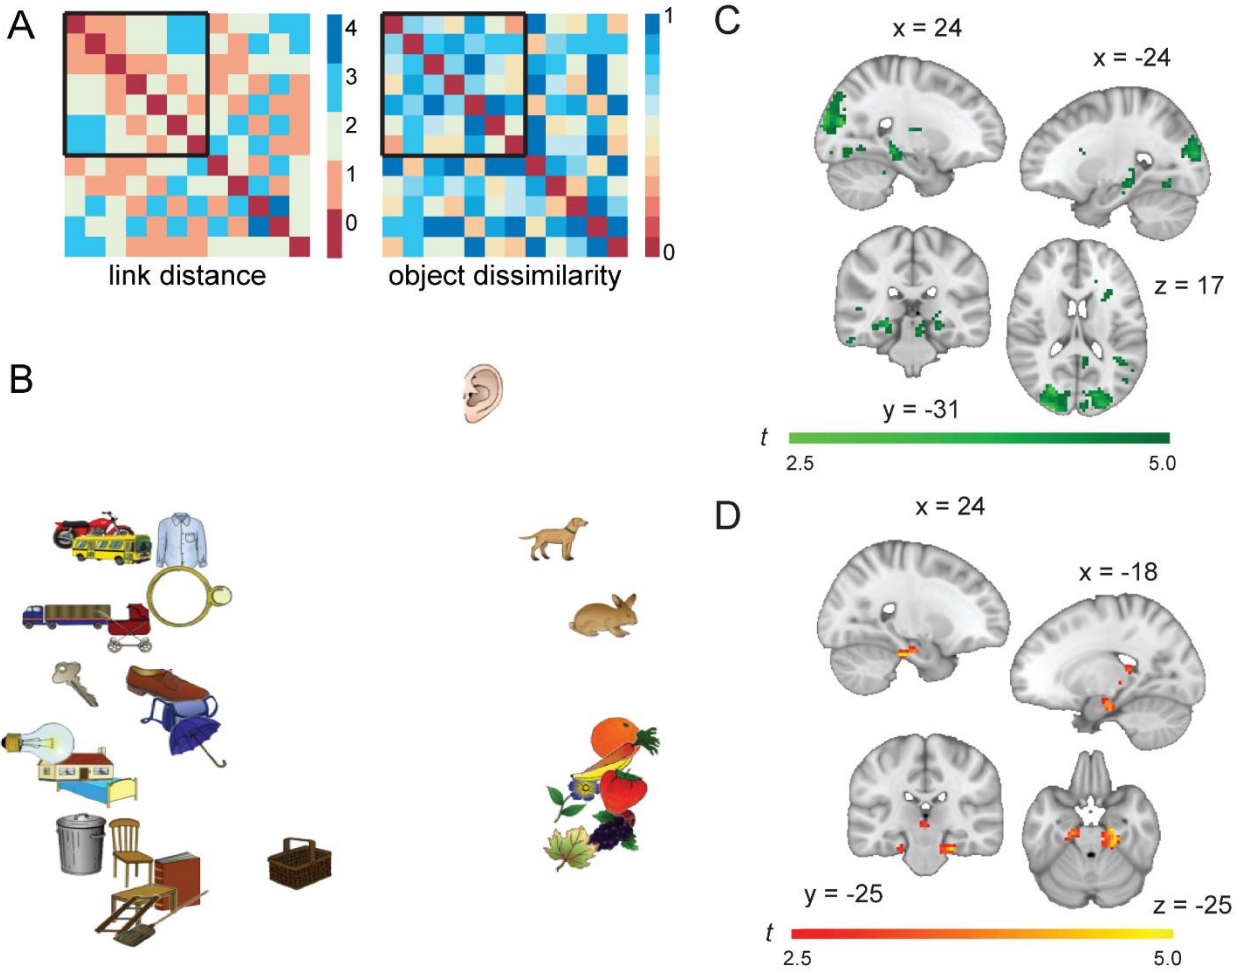 A
4
3
2
1
0
link distance
1
0
object dissimilarity
B
C
x = 24
x = -24
z = 17
y = -31
t
2.5
5.0
D
x = 24
x = -18
y = -25
z = -25
t
2.5
5.0